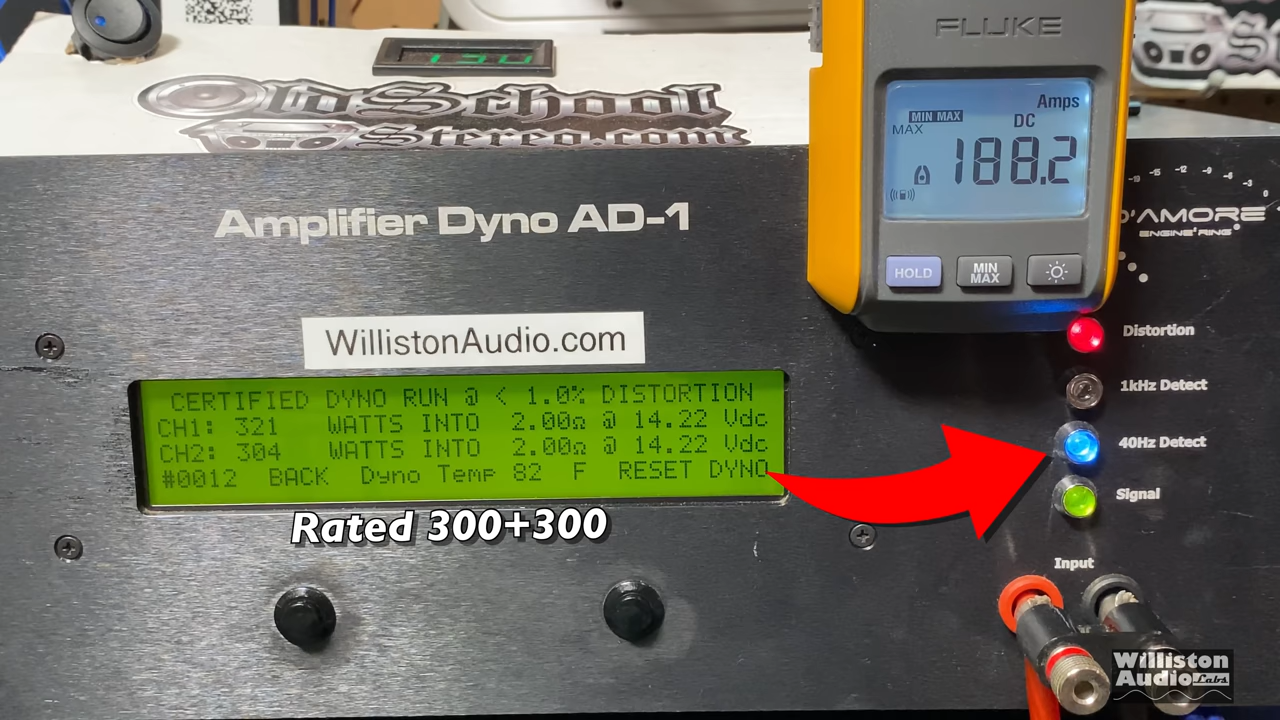 OldSchool
Stereo.com
FLUKE
Amps
MIN MAX
MAX
DC
188.2
HOLD
MIN
MAX
Amplifier Dyno AD-1
D'AMORE
ENGINEERING
WillistonAudio.com
CERTIFIED DYNO RUN @ < 1.0% DISTORTION
CH1: 321 WATTS INTO 2.00Ω @ 14.22 Vdc
CH2: 304 WATTS INTO 2.00Ω @ 14.22 Vdc
#0012 BACK Dyno Temp 82 F RESET DYNO
Rated 300+300
Distortion
1kHz Detect
40Hz Detect
Signal
Input
Williston
Audio Labs